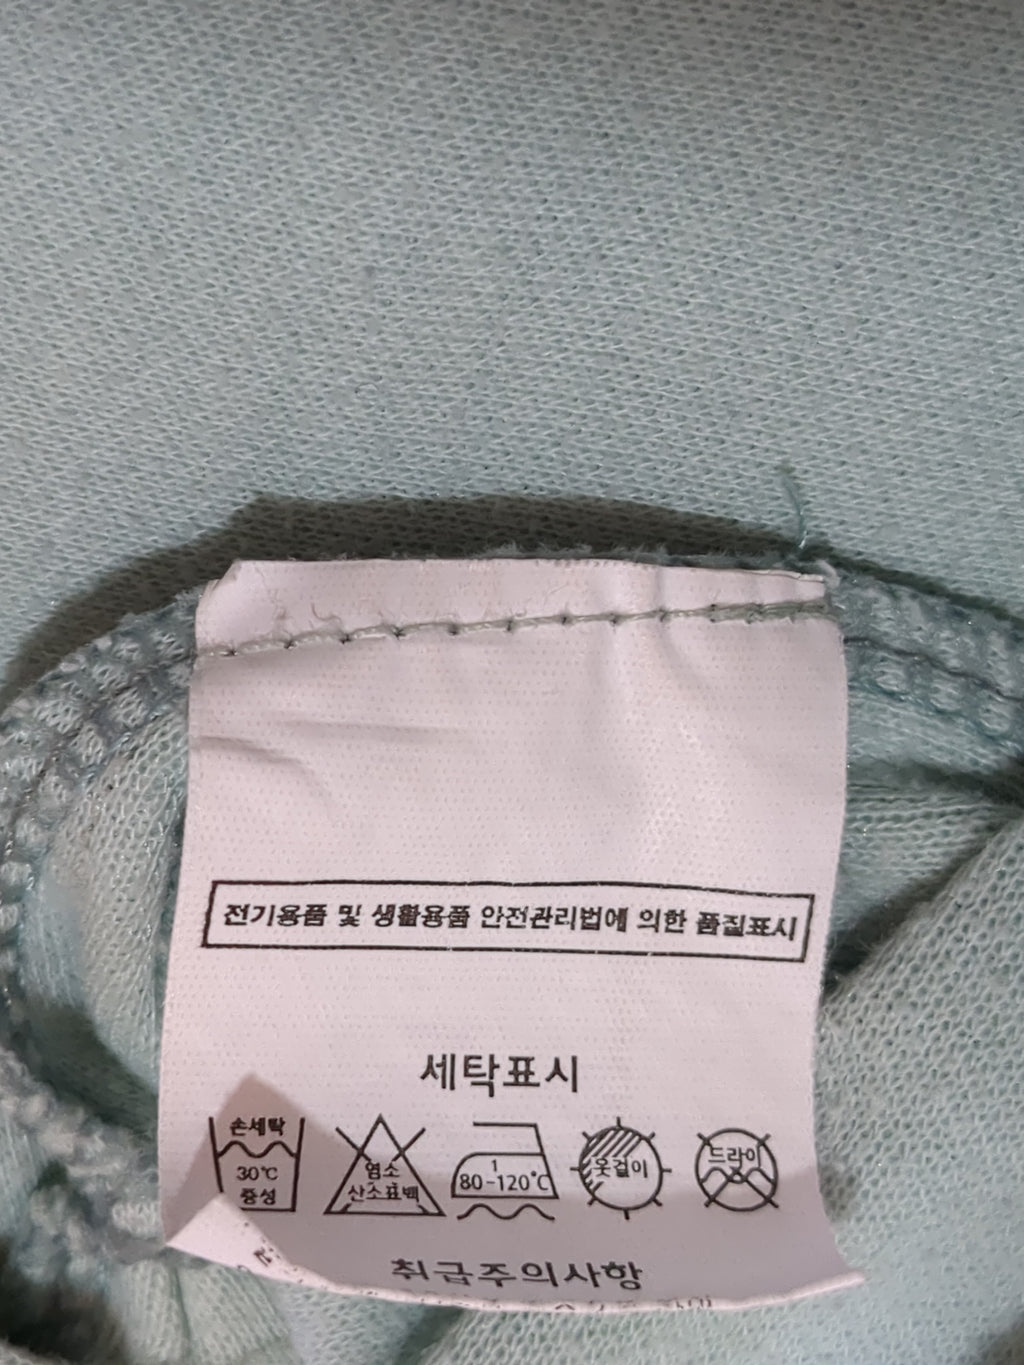 전기용품 및 생활용품 안전관리법에 의한 품질표시
세탁표시
손세탁
30℃
중성
염소
산소표백
1
80-120℃
옷걸이
드라이
취급주의사항